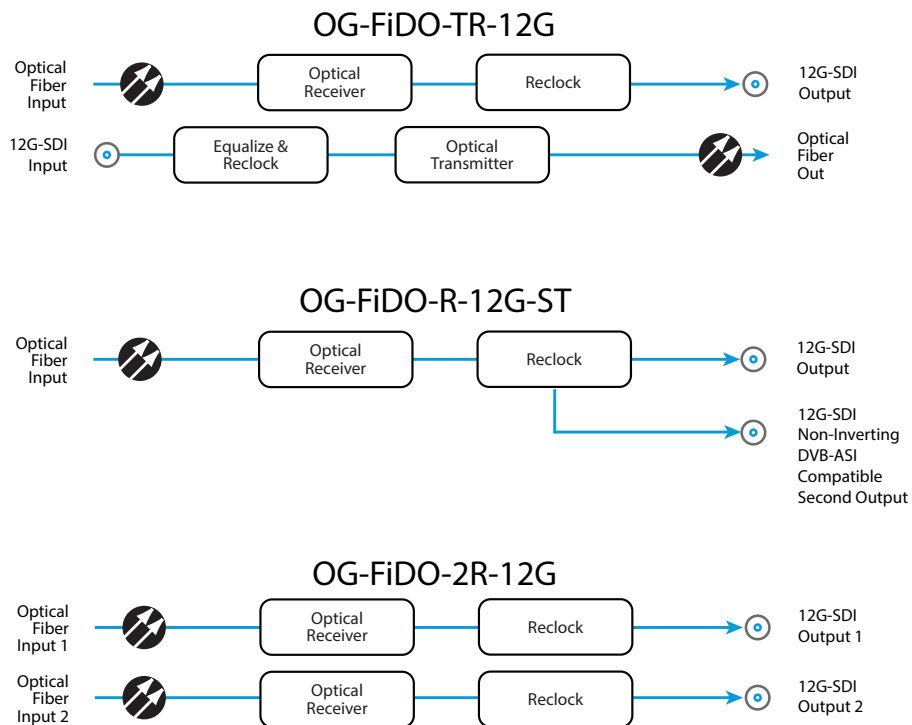 OG-FiDO-TR-12G
Optical
Fiber
Input
Optical
Receiver
Reclock
12G-SDI
Output
12G-SDI
Input
Equalize &
Reclock
Optical
Transmitter
Optical
Fiber
Out
OG-FiDO-R-12G-ST
Optical
Fiber
Input
Optical
Receiver
Reclock
12G-SDI
Output
12G-SDI
Non-Inverting
DVB-ASI
Compatible
Second Output
OG-FiDO-2R-12G
Optical
Fiber
Input 1
Optical
Receiver
Reclock
12G-SDI
Output 1
Optical
Fiber
Input 2
Optical
Receiver
Reclock
12G-SDI
Output 2